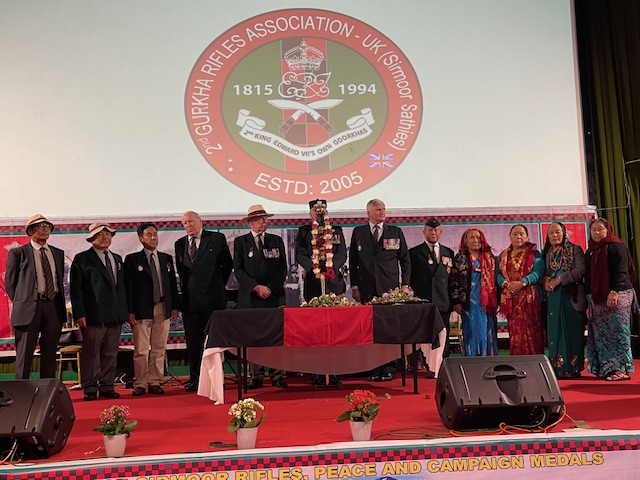 2nd GURKHA RIFLES ASSOCIATION - UK (Sirmoor Sathies)
1815 1994
2ND KING EDWARD VII'S OWN GOORKHAS
ESTD: 2005
SIRMOOR RIFLES, PEACE AND CAMPAIGN MEDALS